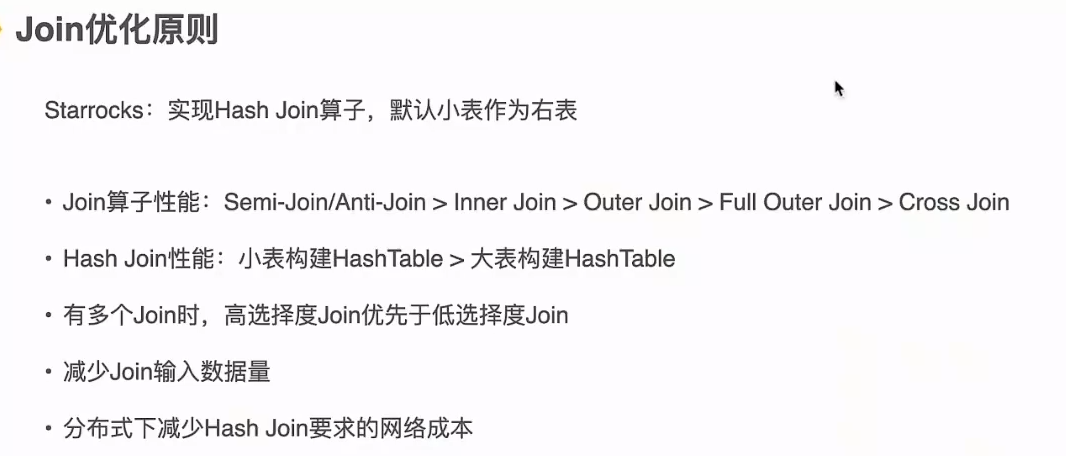 Join优化原则
Starrocks：实现Hash Join算子，默认小表作为右表
• Join算子性能：Semi-Join/Anti-Join > Inner Join > Outer Join > Full Outer Join > Cross Join
• Hash Join性能：小表构建HashTable > 大表构建HashTable
• 有多个Join时，高选择度Join优先于低选择度Join
• 减少Join输入数据量
• 分布式下减少Hash Join要求的网络成本